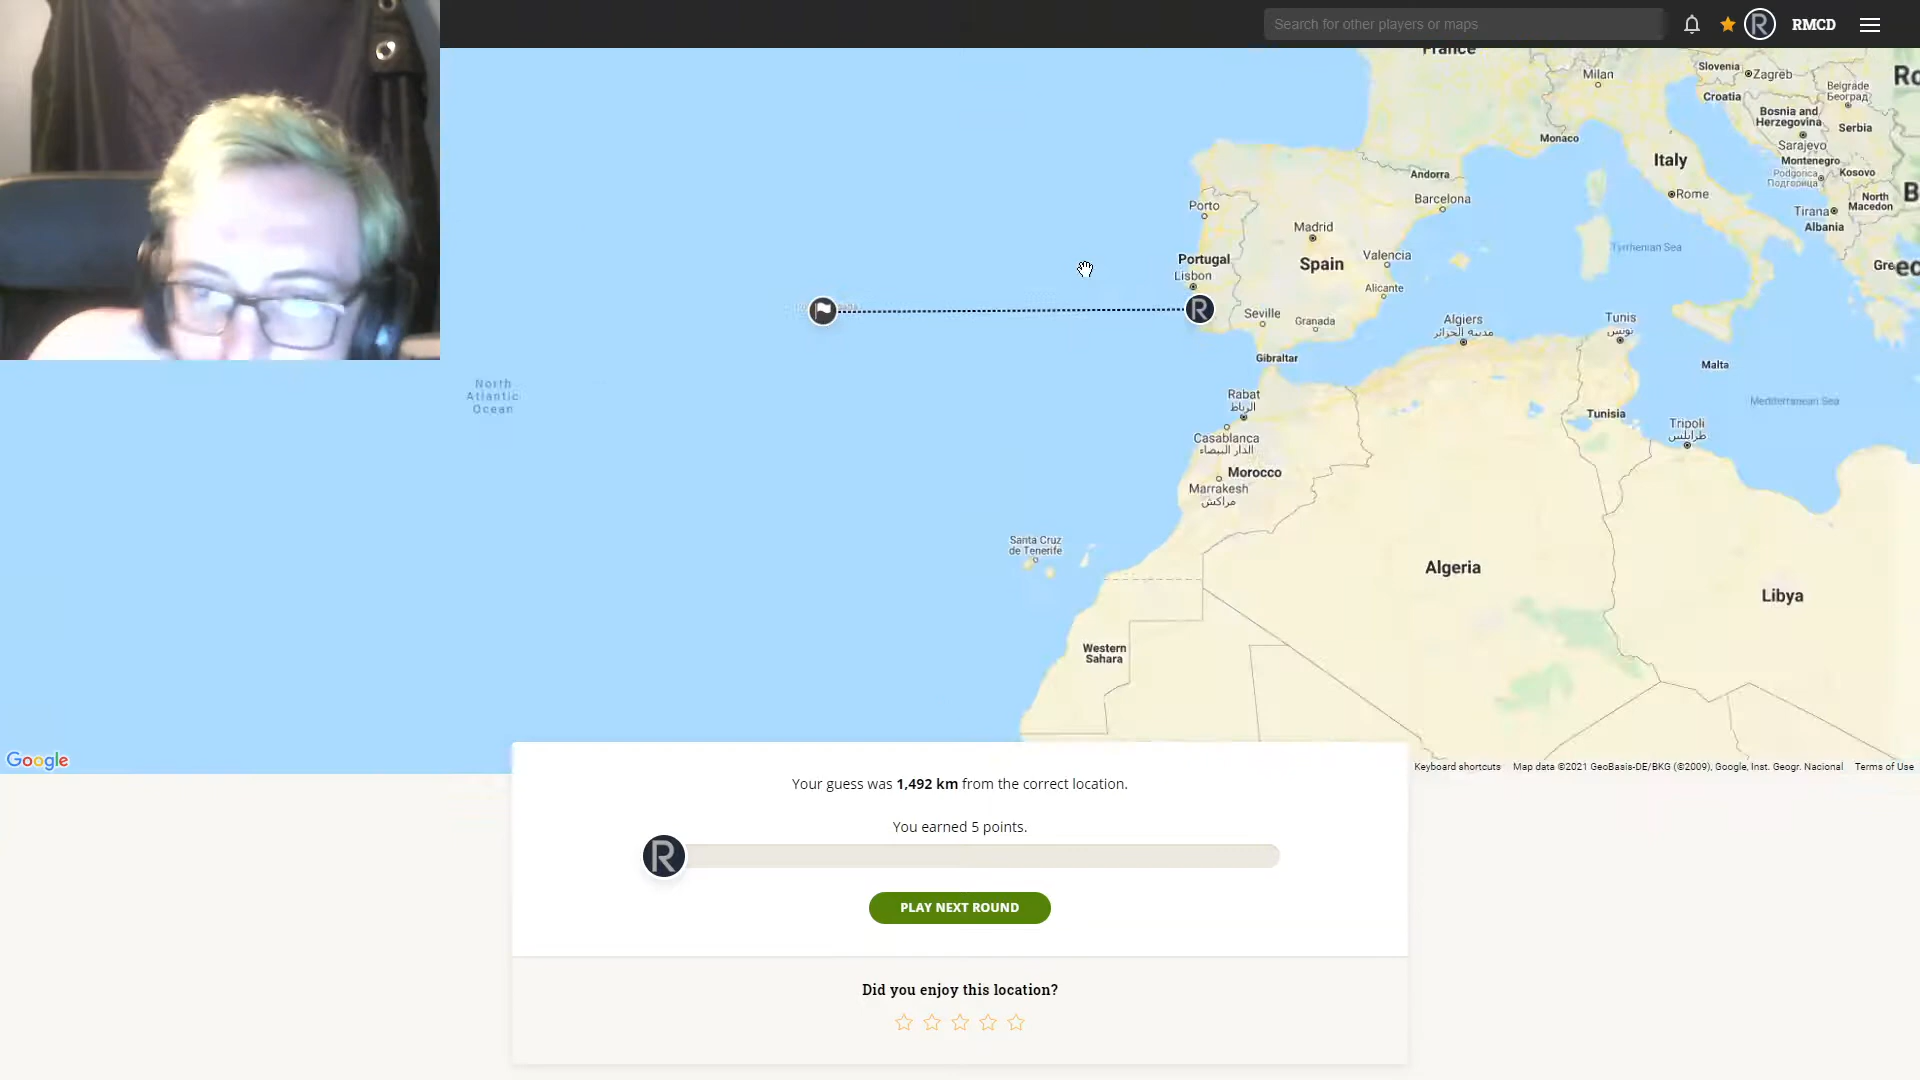 Search for other players or maps
RMCD
France
Milan
Slovenia
Zagreb
Croatia
Belgrade
Београд
Bosnia and
Herzegovina
Serbia
Monaco
Sarajevo
Italy
Montenegro
Andorra
Podgorica
Подгорица
Kosovo
Rome
Barcelona
North
Macedon
Porto
Tirana
Albania
Madrid
Tyrrhenian Sea
Valencia
Portugal
Spain
Lisbon
Alicante
Seville
Granada
Algiers
مدينة الجزائر
Tunis
تونس
Gibraltar
Malta
North
Atlantic
Ocean
Rabat
الرباط
Mediterranean Sea
Tunisia
Tripoli
طرابلس
Casablanca
الدار البيضاء
Morocco
Marrakesh
مراكش
Santa Cruz
de Tenerife
Algeria
Libya
Western
Sahara
Google
Keyboard shortcuts
Map data ©2021 GeoBasis-DE/BKG (©2009), Google, Inst. Geogr. Nacional
Terms of Use
Your guess was 1,492 km from the correct location.
You earned 5 points.
R
PLAY NEXT ROUND
Did you enjoy this location?